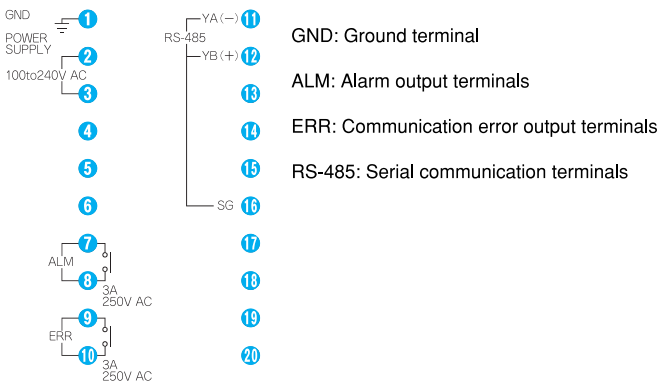 GND
1
POWER
SUPPLY
2
100to240V AC
3
4
5
6
7
ALM
8
3A
250V AC
9
ERR
10
3A
250V AC
YA(−)
11
RS-485
YB(+)
12
13
14
15
SG
16
17
18
19
20
GND: Ground terminal
ALM: Alarm output terminals
ERR: Communication error output terminals
RS-485: Serial communication terminals